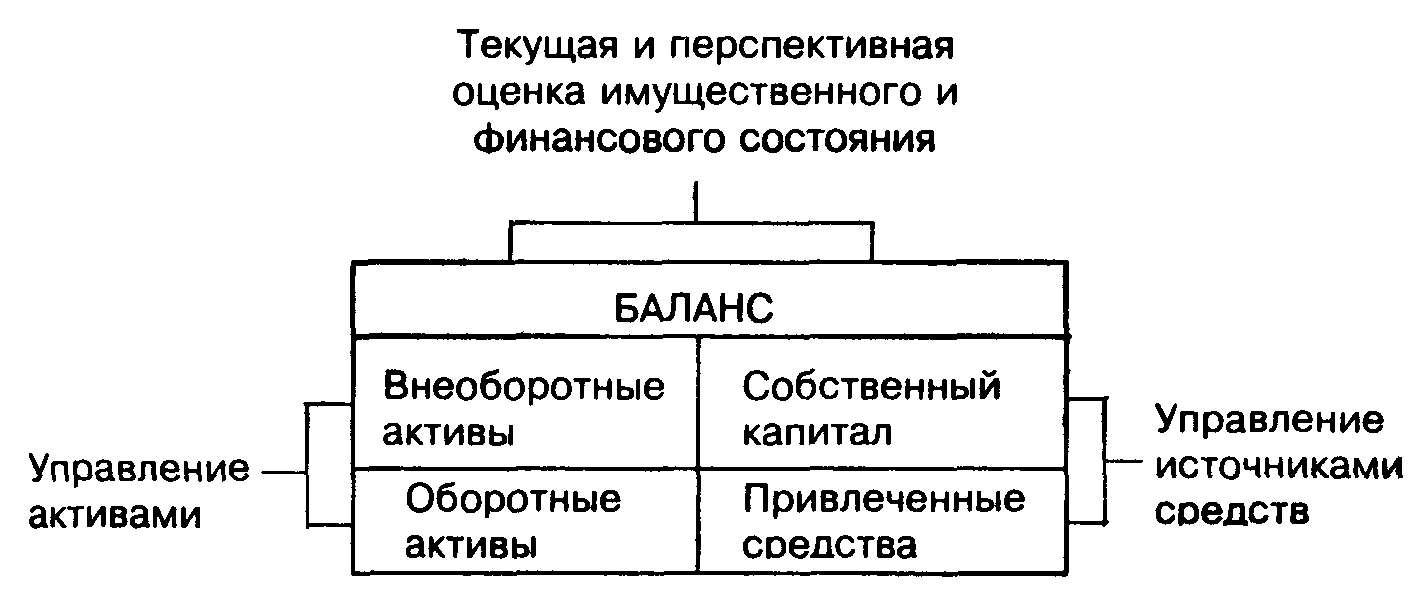 Текущая и перспективная
оценка имущественного и
финансового состояния
БАЛАНС
Внеоборотные
активы
Собственный
капитал
Управление
активами
Управление
источниками
средств
Оборотные
активы
Привлеченные
средства